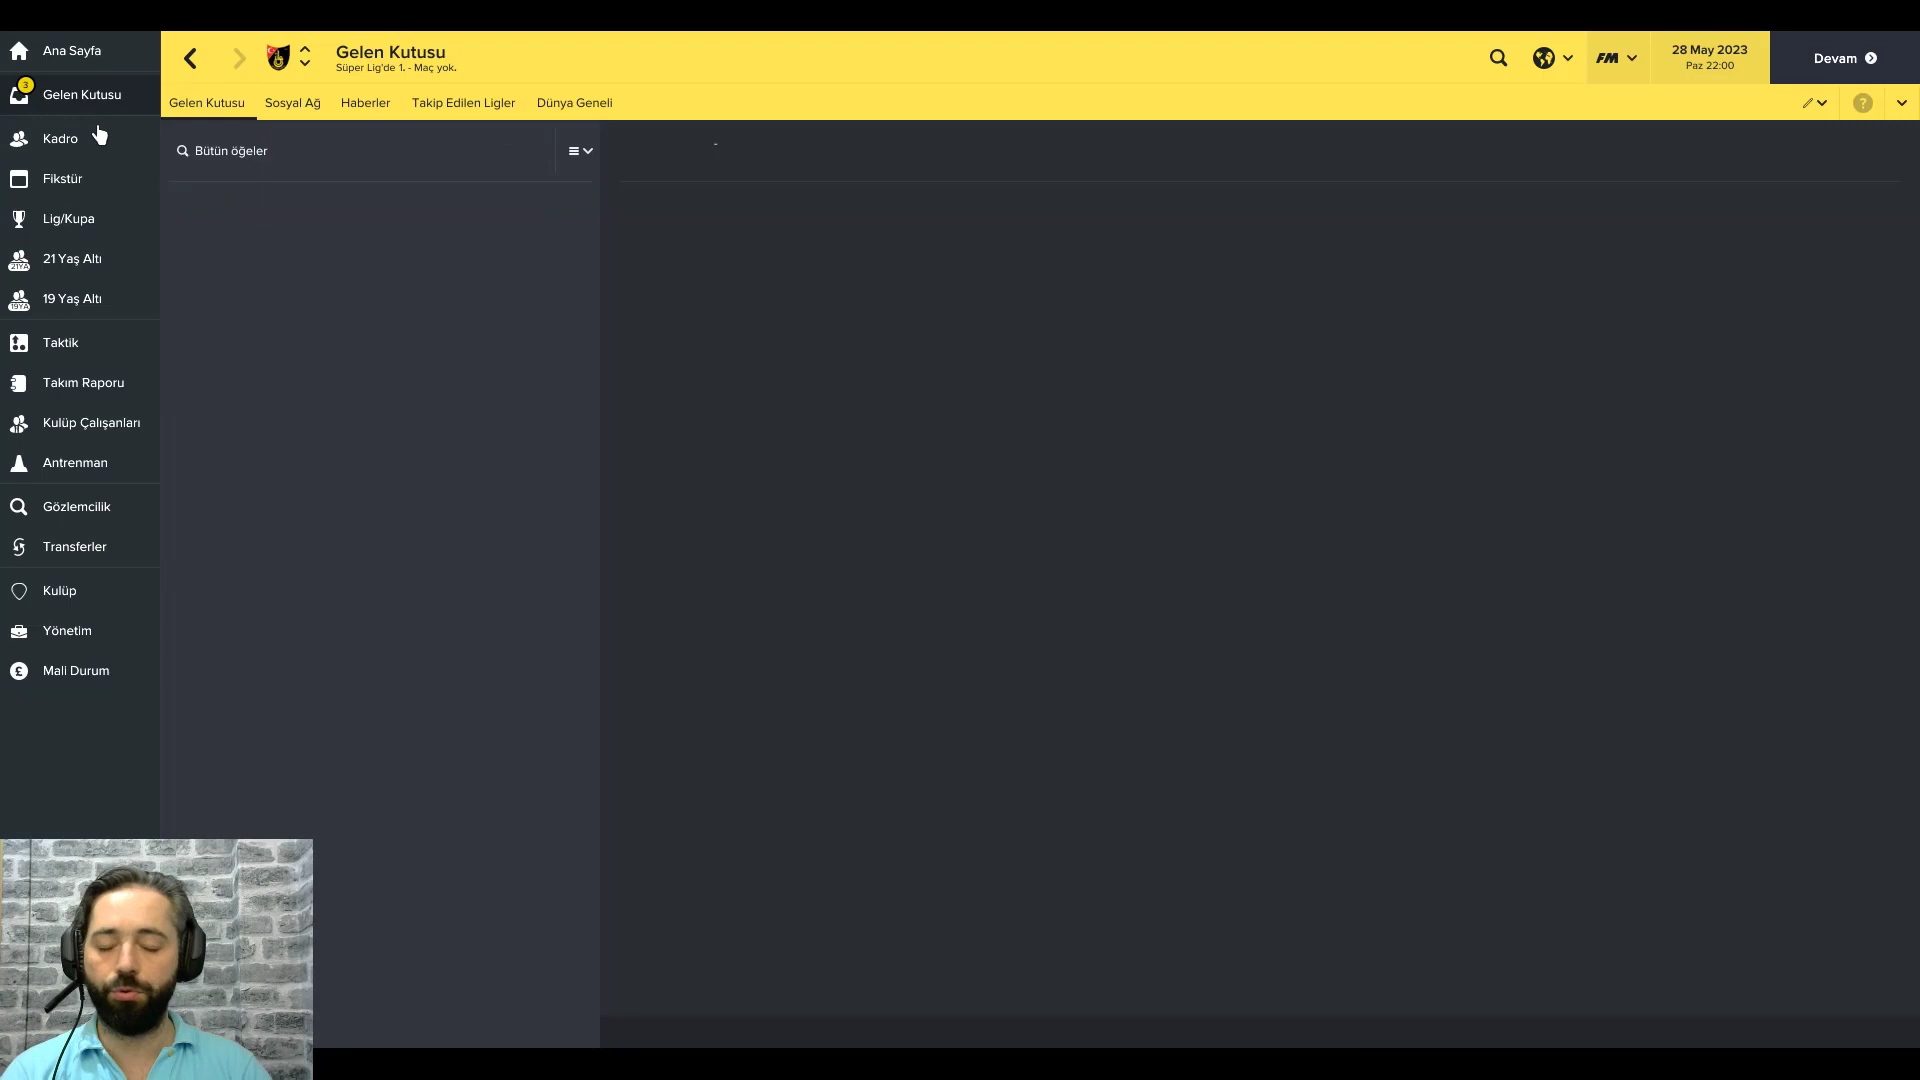 Ana Sayfa
3
Gelen Kutusu
Kadro
Fikstür
Lig/Kupa
21YA
21 Yaş Altı
19YA
19 Yaş Altı
Taktik
Takım Raporu
Kulüp Çalışanları
Antrenman
Gözlemcilik
Transferler
Kulüp
Yönetim
£
Mali Durum
Gelen Kutusu
Süper Lig'de 1. - Maç yok.
FM
28 May 2023
Paz 22:00
Devam
Gelen Kutusu
Sosyal Ağ
Haberler
Takip Edilen Ligler
Dünya Geneli
?
Bütün öğeler
-